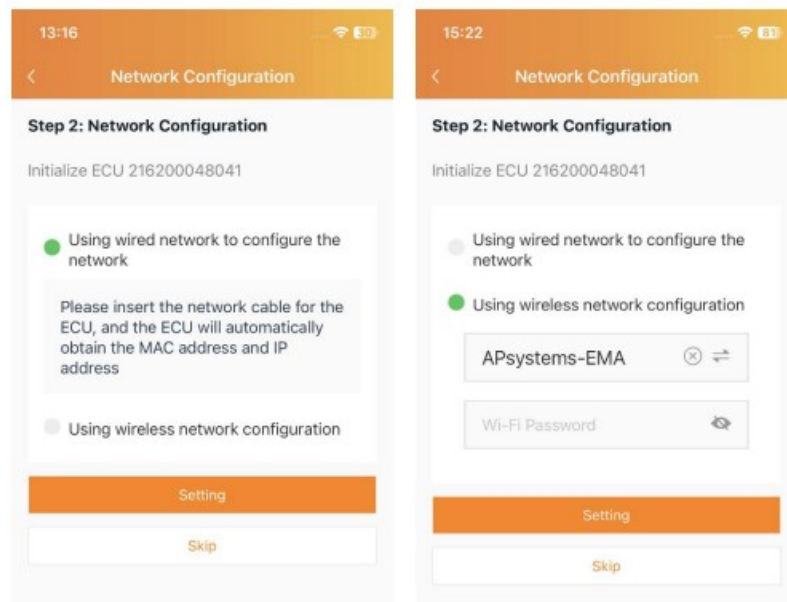 13:16
30
Network Configuration
Step 2: Network Configuration
Initialize ECU 216200048041
Using wired network to configure the
network
Please insert the network cable for the
ECU, and the ECU will automatically
obtain the MAC address and IP
address
Using wireless network configuration
Setting
Skip
15:22
81
Network Configuration
Step 2: Network Configuration
Initialize ECU 216200048041
Using wired network to configure the
network
Using wireless network configuration
APsystems-EMA
Wi-Fi Password
Setting
Skip